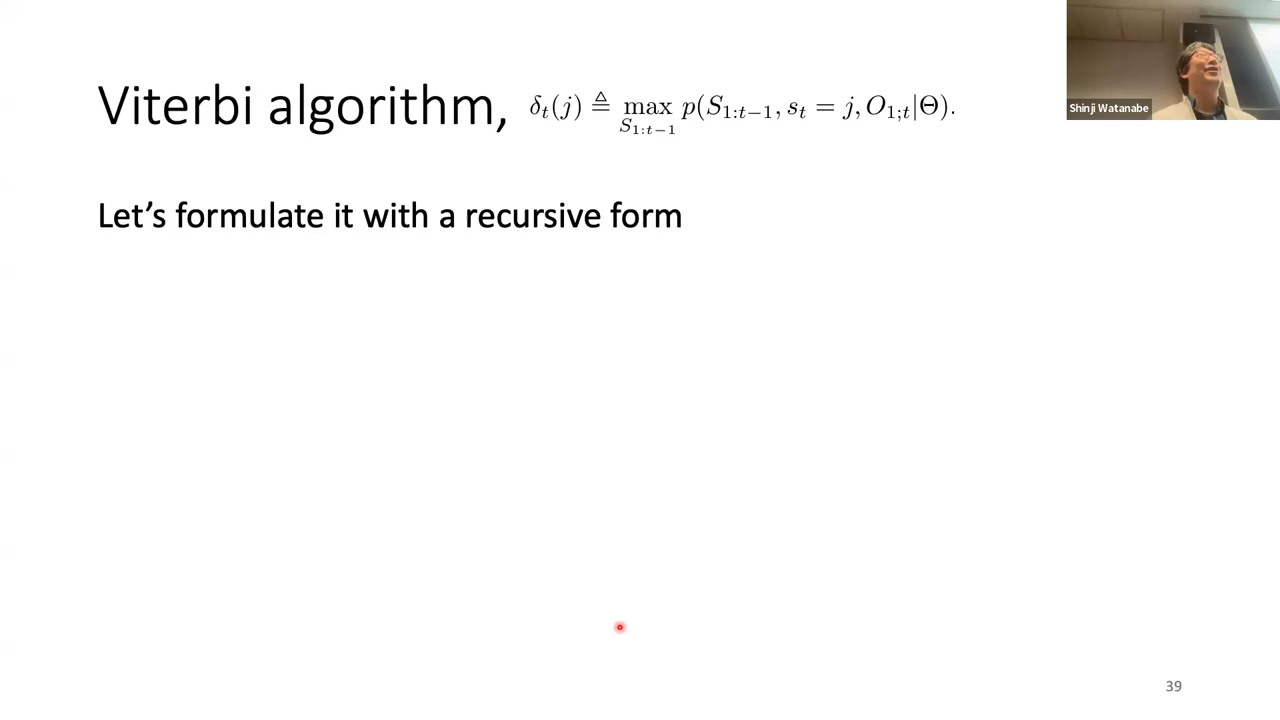 Viterbi algorithm, δₜ(j) ≜ max p(S₁:ₜ₋₁, sₜ = j, O₁;ₜ|Θ).
S₁:ₜ₋₁
Shinji Watanabe
Let's formulate it with a recursive form
39